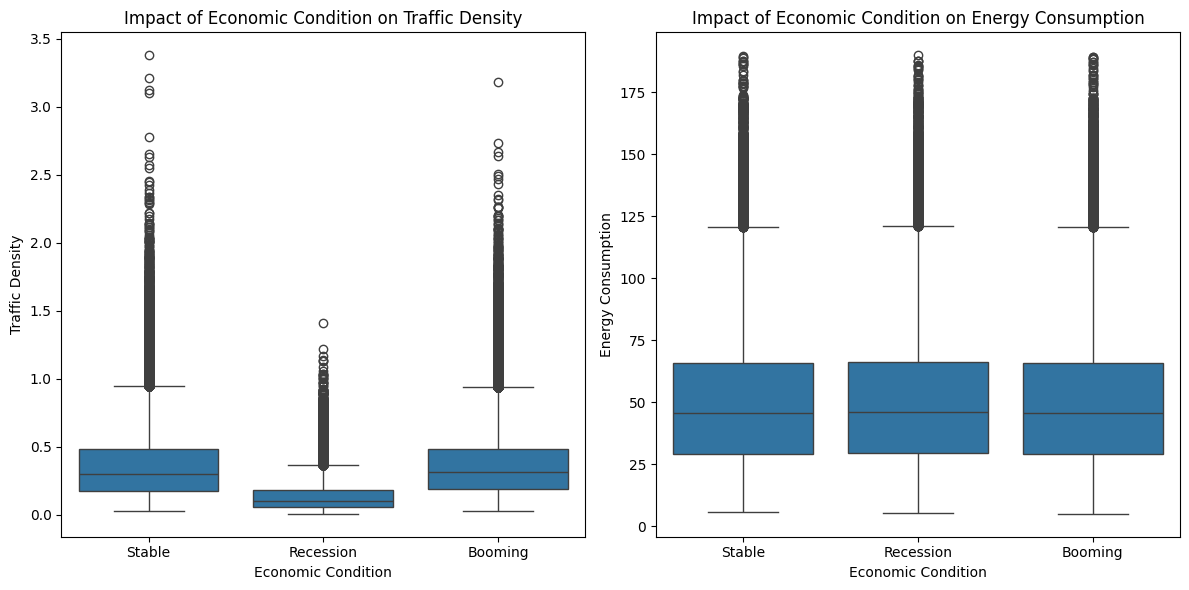 Impact of Economic Condition on Traffic Density
3.5
3.0
2.5
2.0
1.5
1.0
0.5
0.0
Traffic Density
Stable
Recession
Booming
Economic Condition
Impact of Economic Condition on Energy Consumption
175
150
125
100
75
50
25
0
Energy Consumption
Stable
Recession
Booming
Economic Condition